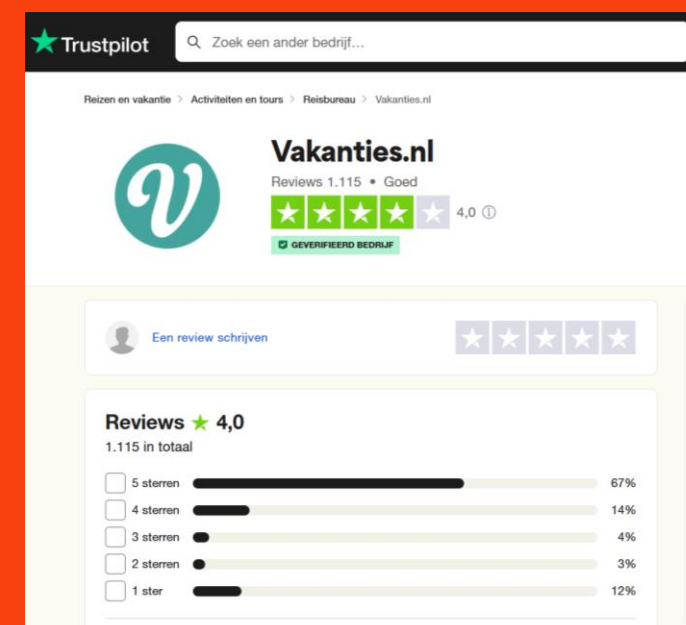 Trustpilot
Zoek een ander bedrijf...
Reizen en vakantie > Activiteiten en tours > Reisbureau > Vakanties.nl
V
Vakanties.nl
Reviews 1.115 • Goed
4,0
GEVERIFIEERD BEDRIJF
Een review schrijven
Reviews ★ 4,0
1.115 in totaal
5 sterren 67%
4 sterren 14%
3 sterren 4%
2 sterren 3%
1 ster 12%